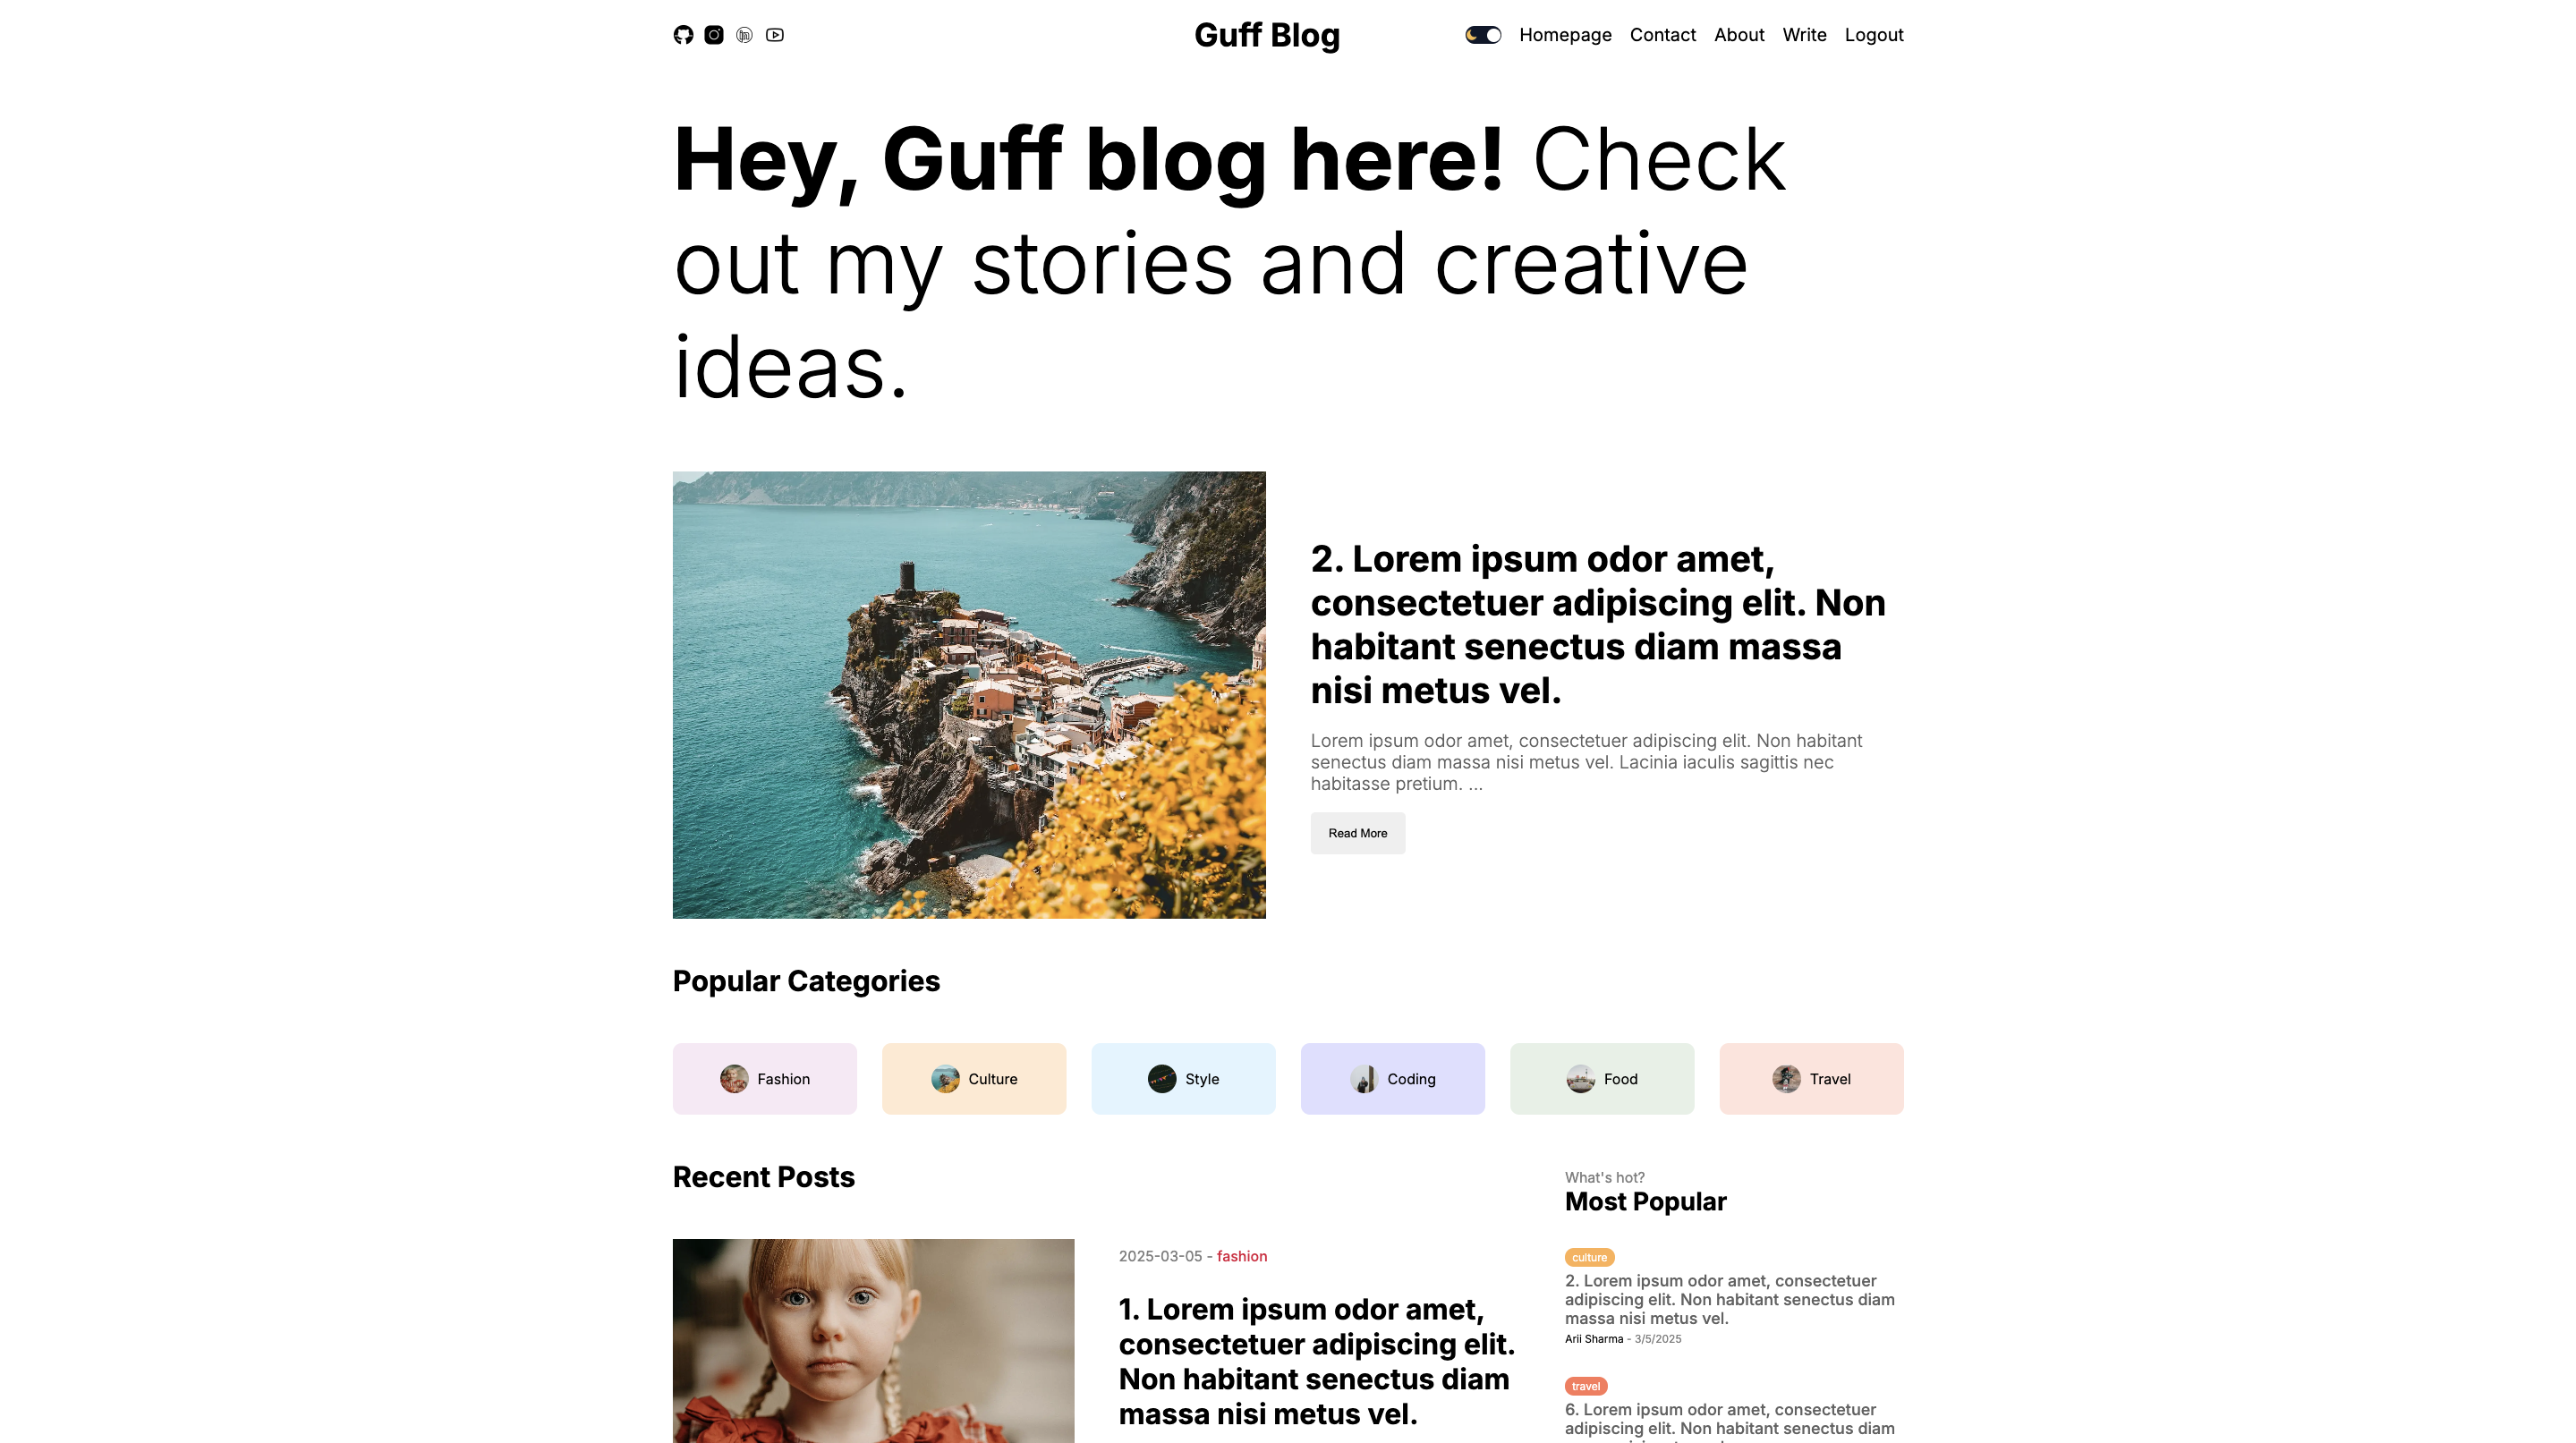 Guff Blog
Homepage Contact About Write Logout
Hey, Guff blog here! Check
out my stories and creative
ideas.
2. Lorem ipsum odor amet,
consectetuer adipiscing elit. Non
habitant senectus diam massa
nisi metus vel.
Lorem ipsum odor amet, consectetuer adipiscing elit. Non habitant
senectus diam massa nisi metus vel. Lacinia iaculis sagittis nec
habitasse pretium. ...
Read More
Popular Categories
Fashion
Culture
Style
Coding
Food
Travel
Recent Posts
2025-03-05 - fashion
1. Lorem ipsum odor amet,
consectetuer adipiscing elit.
Non habitant senectus diam
massa nisi metus vel.
What's hot?
Most Popular
culture
2. Lorem ipsum odor amet, consectetuer
adipiscing elit. Non habitant senectus diam
massa nisi metus vel.
Arii Sharma - 3/5/2025
travel
6. Lorem ipsum odor amet, consectetuer
adipiscing elit. Non habitant senectus diam